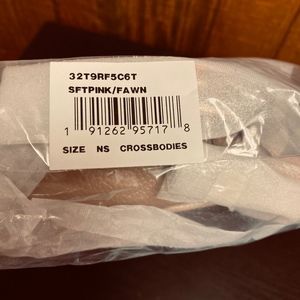 32T9RF5C6T
SFTPINK/FAWN
1 91262 95717 8
SIZE NS CROSSBODIES